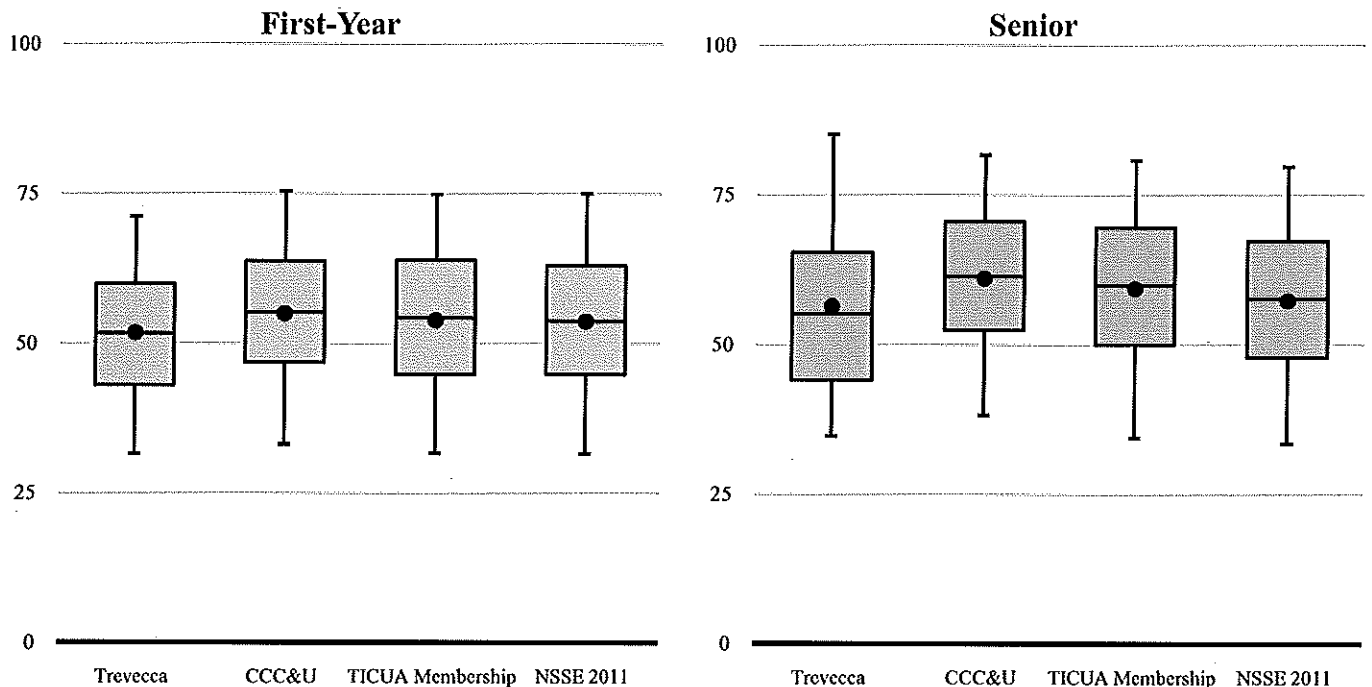 First-Year
100
75
50
25
0
Trevecca
CCC&U
TICUA Membership
NSSE 2011
Senior
100
75
50
25
0
Trevecca
CCC&U
TICUA Membership
NSSE 2011